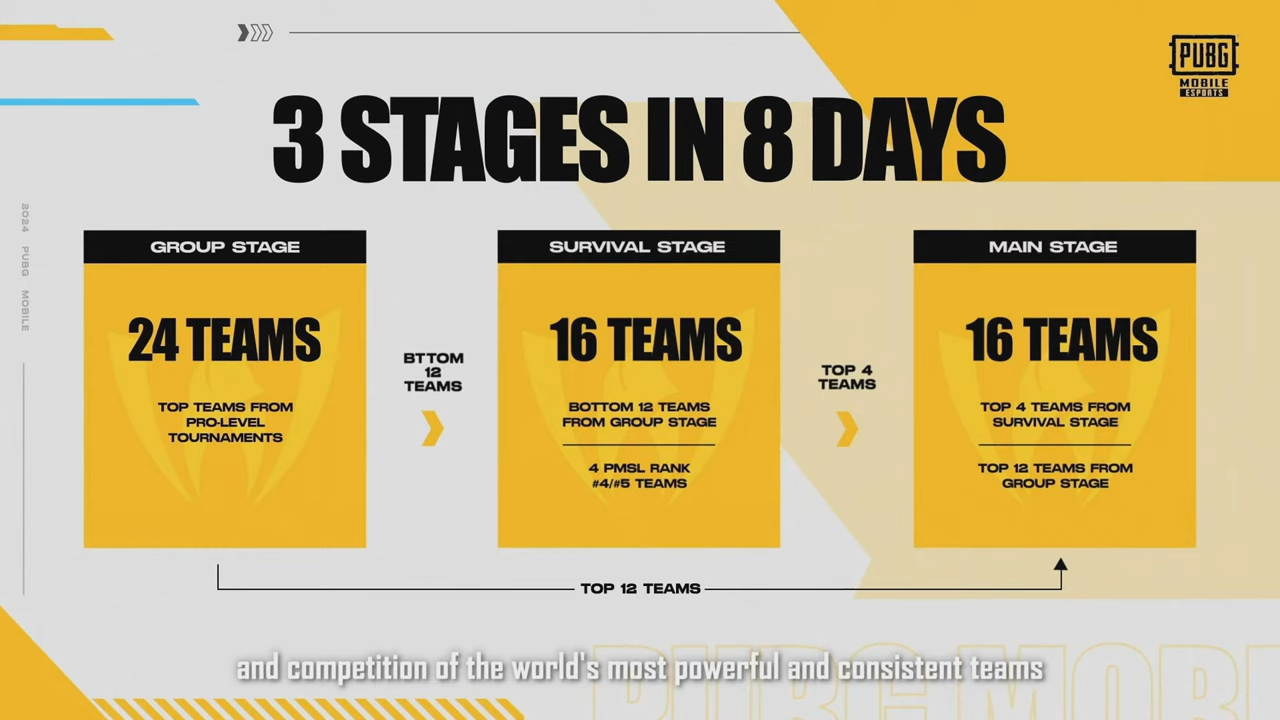 PUBG
MOBILE
ESPORTS
3 STAGES IN 8 DAYS
2024 PUBG MOBILE
GROUP STAGE
24 TEAMS
TOP TEAMS FROM
PRO-LEVEL
TOURNAMENTS
BTTOM
12
TEAMS
SURVIVAL STAGE
16 TEAMS
BOTTOM 12 TEAMS
FROM GROUP STAGE
4 PMSL RANK
#4/#5 TEAMS
TOP 4
TEAMS
MAIN STAGE
16 TEAMS
TOP 4 TEAMS FROM
SURVIVAL STAGE
TOP 12 TEAMS FROM
GROUP STAGE
TOP 12 TEAMS
and competition of the world's most powerful and consistent teams
PUBG MOBI